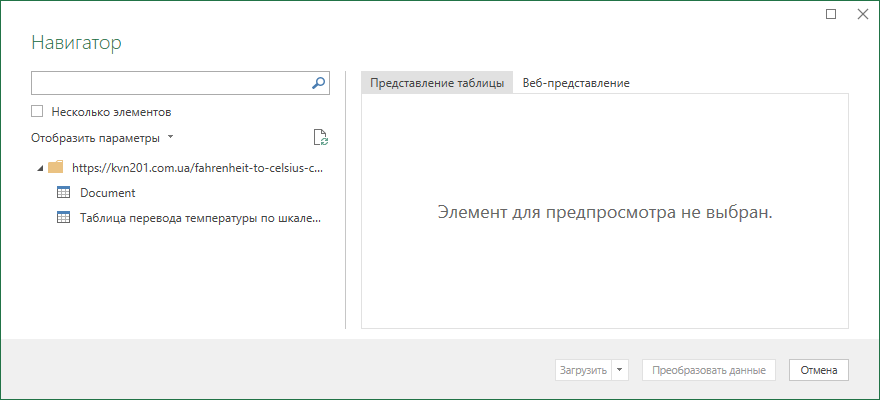 Навигатор
Несколько элементов
Отобразить параметры
https://kvn201.com.ua/fahrenheit-to-celsius-c...
Document
Таблица перевода температуры по шкале...
Представление таблицы
Веб-представление
Элемент для предпросмотра не выбран.
Загрузить
Преобразовать данные
Отмена